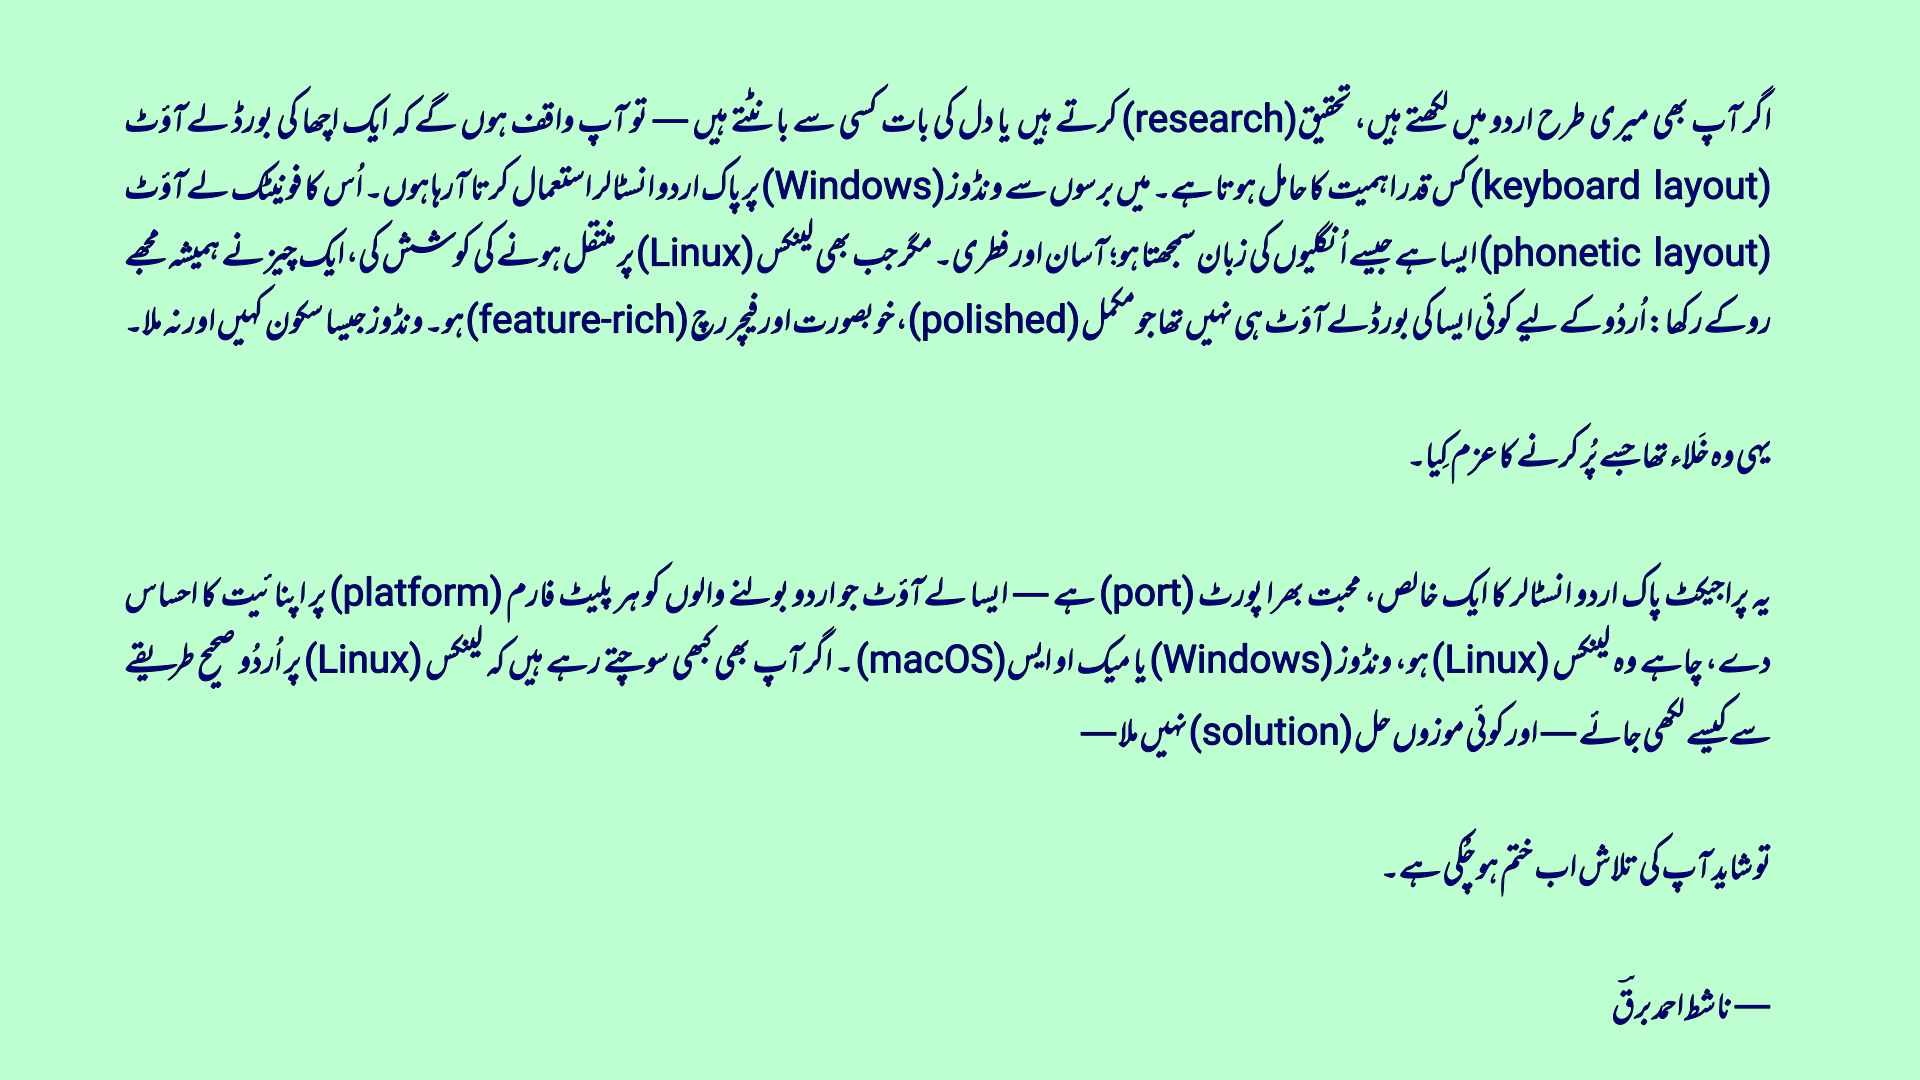 اگر آپ بھی میری طرح اردو میں لکھتے ہیں، تحقیق (research) کرتے ہیں یا دل کی بات کسی سے بانٹتے ہیں — تو آپ واقف ہوں گے کہ ایک اچھا کی بورڈ لے آؤٹ
(keyboard layout) کس قدر اہمیت کا حامل ہوتا ہے۔ میں برسوں سے ونڈوز (Windows) پر پاک اردو انسٹالر استعمال کرتا آ رہا ہوں۔ اُس کا فونیٹک لے آؤٹ
(phonetic layout) ایسا ہے جیسے اُنگلیوں کی زبان سمجھتا ہو؛ آسان اور فطری۔ مگر جب بھی لینکس (Linux) پر منتقل ہونے کی کوشش کی، ایک چیز نے ہمیشہ مجھے
روکے رکھا: اُردُو کے لیے کوئی ایسا کی بورڈ لے آؤٹ ہی نہیں تھا جو مکمل (polished)، خوبصورت اور فیچر رچ (feature-rich) ہو۔ ونڈوز جیسا سکون کہیں اور نہ ملا۔
یہی وہ خَلاء تھا جسے پُر کرنے کا عزم کِیا۔
یہ پراجیکٹ پاک اردو انسٹالر کا ایک خالص، محبت بھرا پورٹ (port) ہے — ایسا لے آؤٹ جو اردو بولنے والوں کو ہر پلیٹ فارم (platform) پر اپنائیت کا احساس
دے، چاہے وہ لینکس (Linux) ہو، ونڈوز (Windows) یا میک او ایس (macOS) ۔ اگر آپ بھی کبھی سوچتے رہے ہیں کہ لینکس (Linux) پر اُردُو صحیح طریقے
سے کیسے لکھی جائے — اور کوئی موزوں حل (solution) نہیں ملا —
تو شاید آپ کی تلاش اب ختم ہو چُکی ہے۔
— ناشط احمد برقؔ